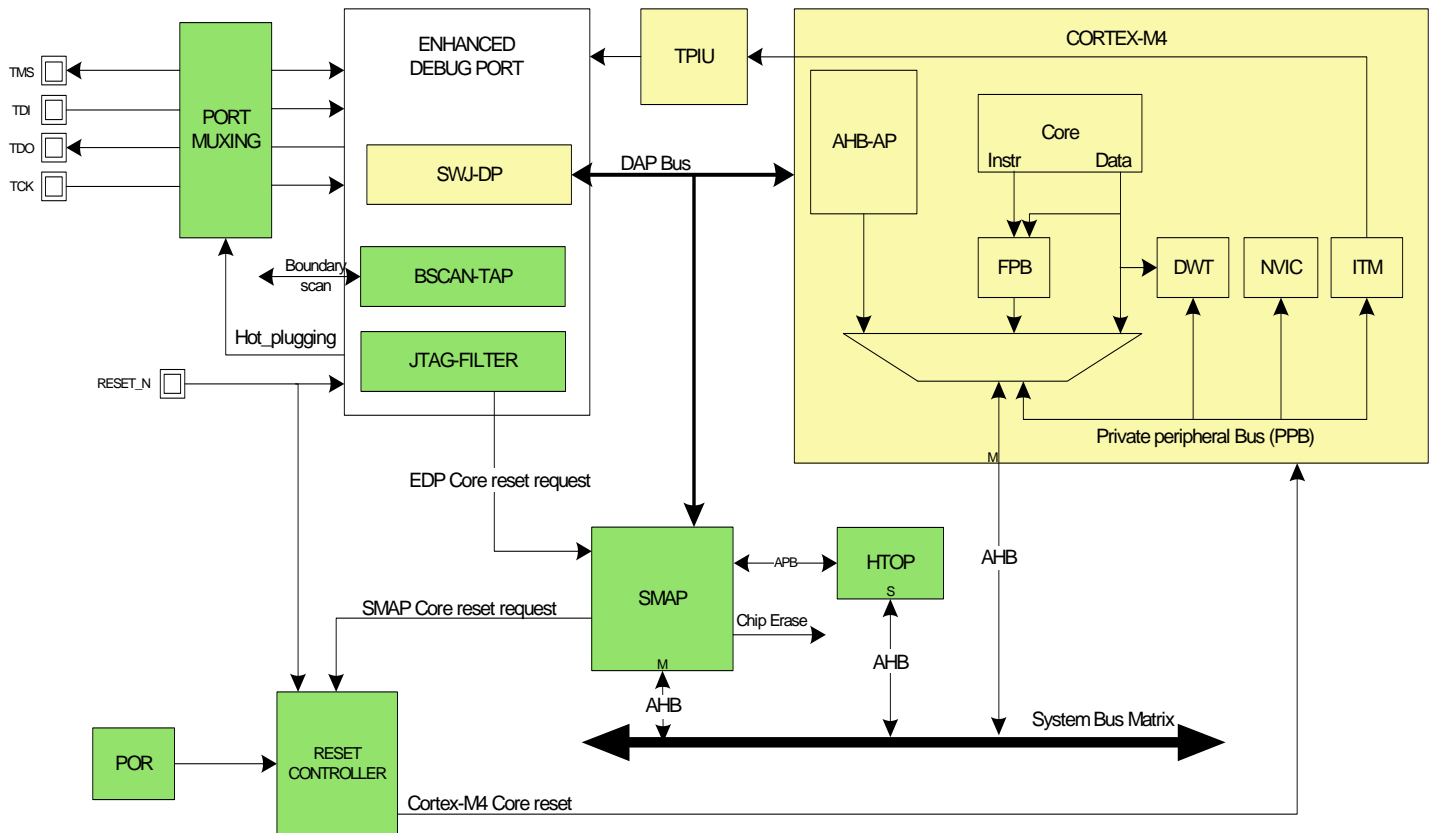 ENHANCED
DEBUG PORT
TPIU
CORTEX-M4
TMS
TDI
TDO
TCK
PORT
MUXING
AHB-AP
Core
Instr
Data
SWJ-DP
DAP Bus
Boundary
scan
BSCAN-TAP
FPB
DWT
NVIC
ITM
Hot_plugging
JTAG-FILTER
RESET_N
Private peripheral Bus (PPB)
M
EDP Core reset request
SMAP
APB
HTOP
S
AHB
SMAP Core reset request
Chip Erase
M
AHB
AHB
System Bus Matrix
POR
RESET
CONTROLLER
Cortex-M4 Core reset